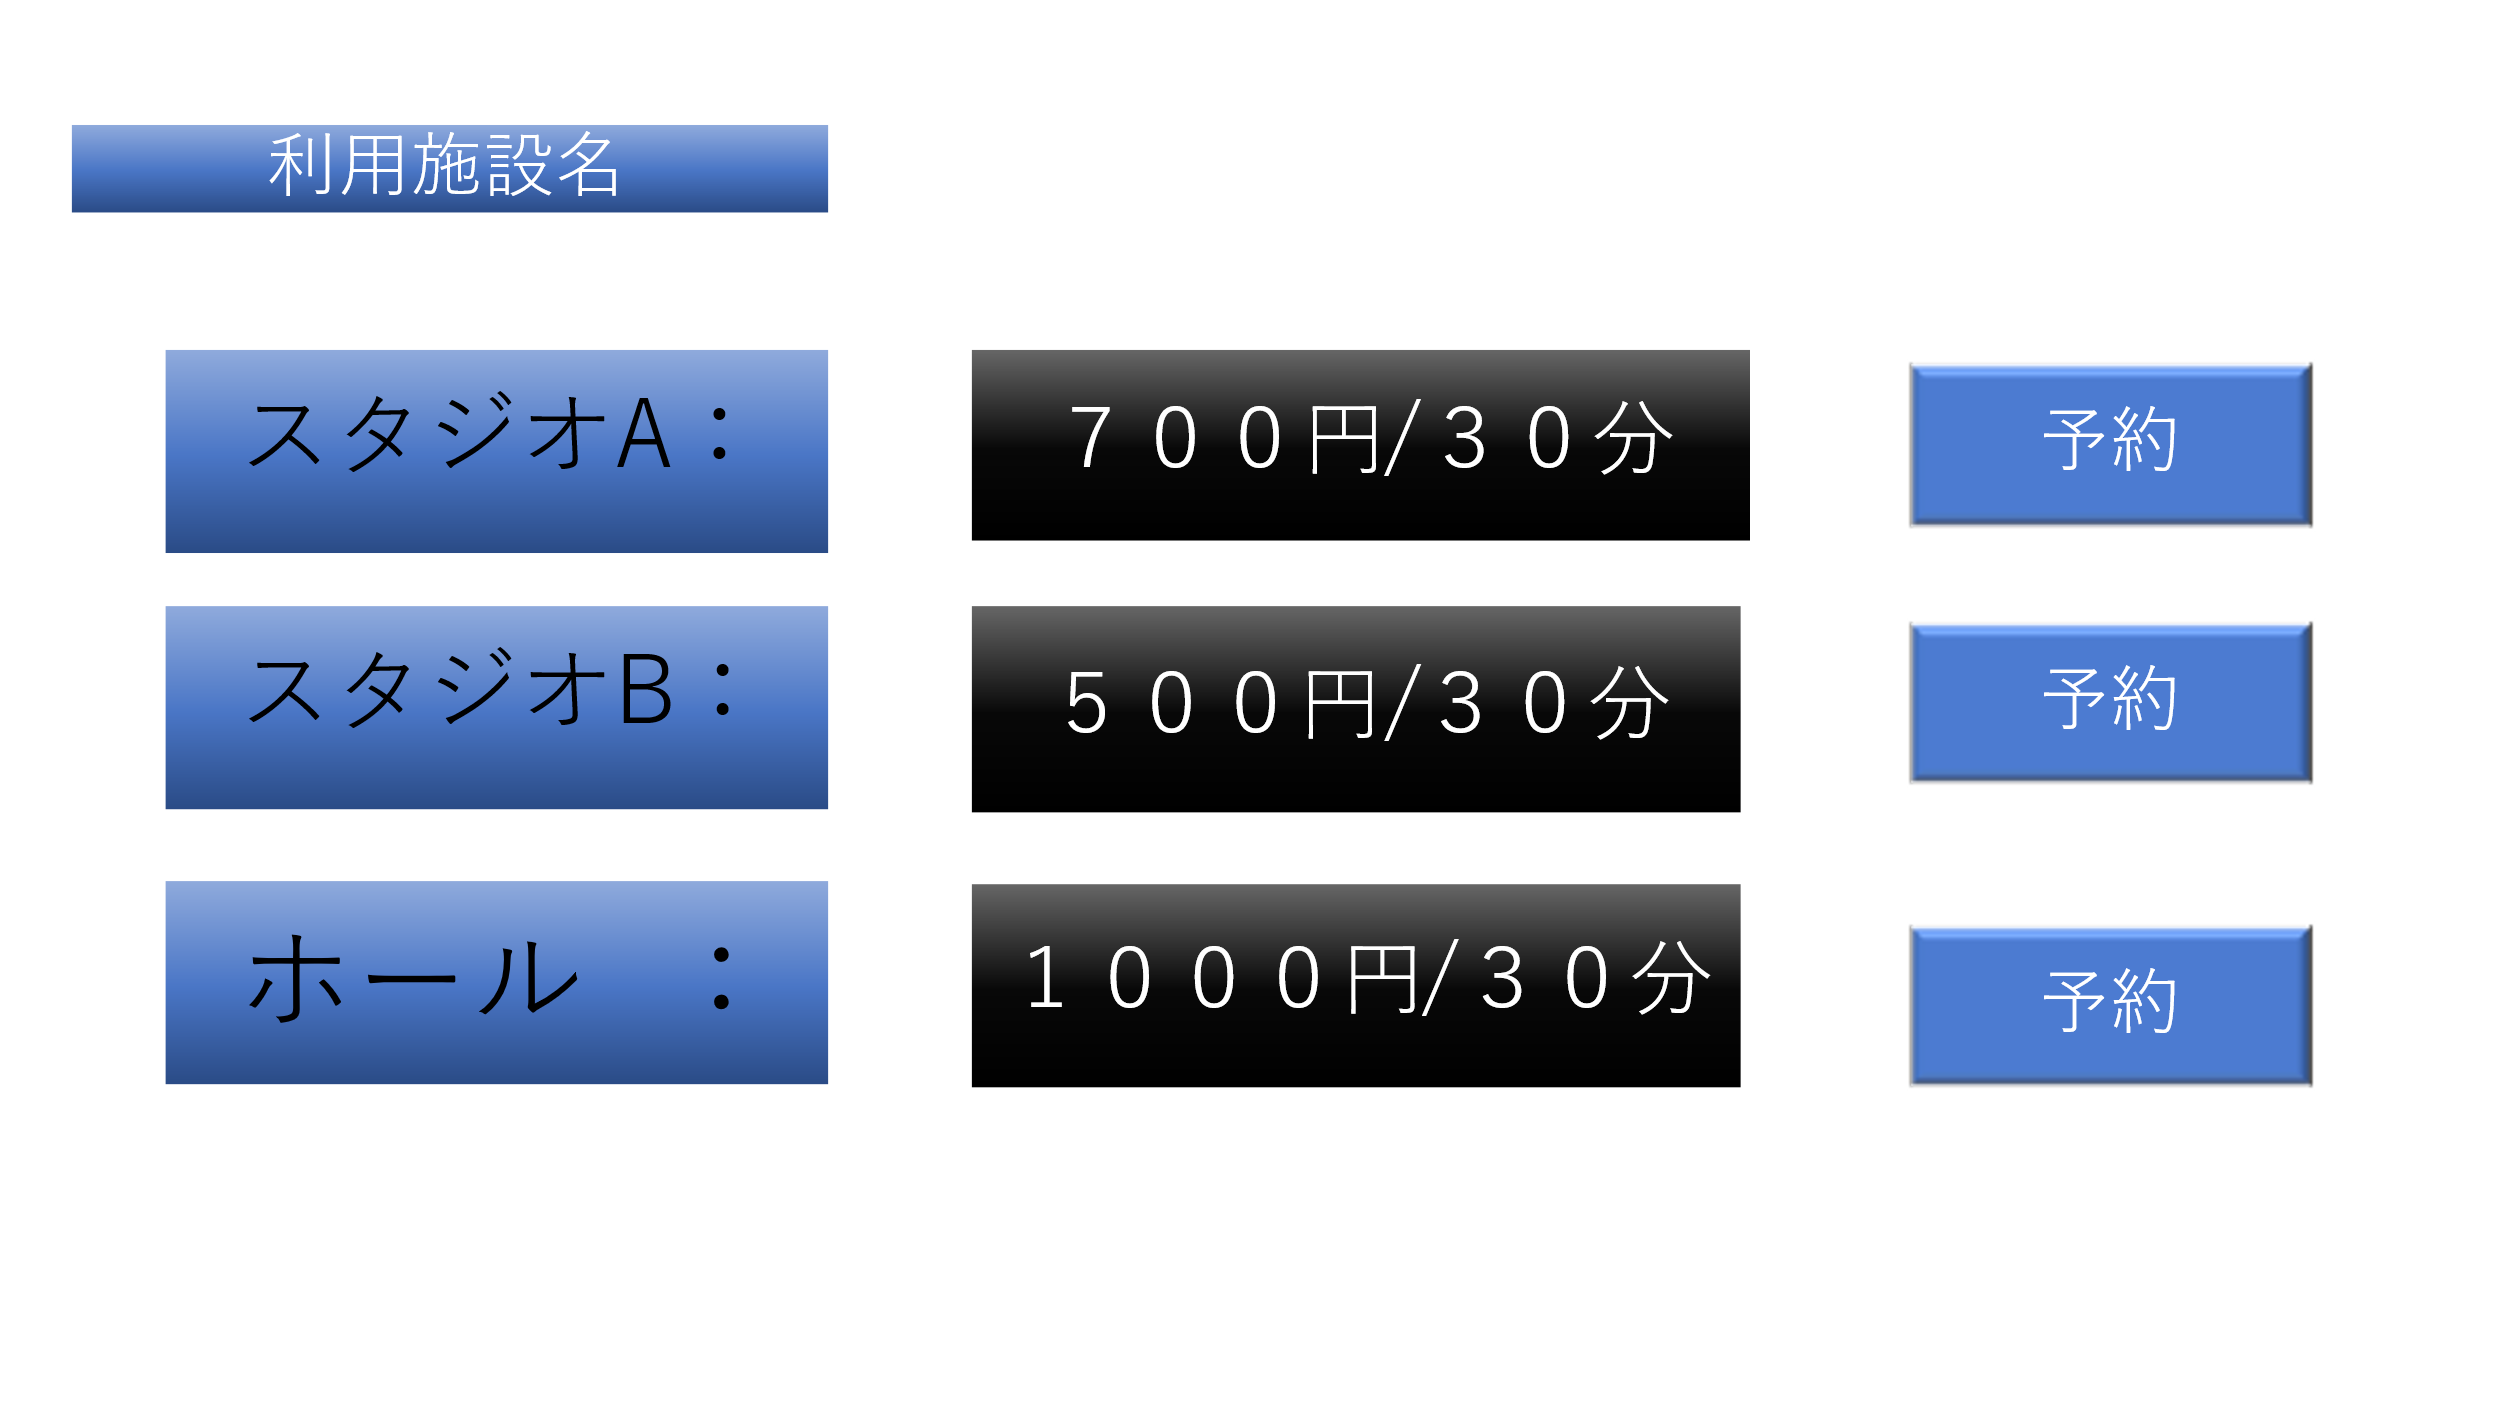 利用施設名
スタジオA：
７００円/３０分
予約
スタジオB：
５００円/３０分
予約
ホール　：
１０００円/３０分
予約